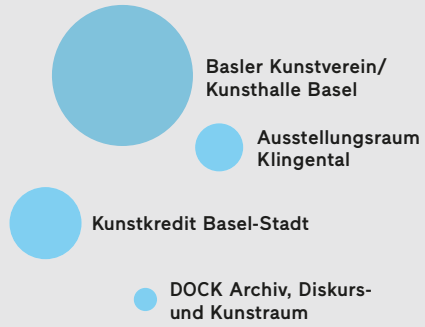 Basler Kunstverein/
Kunsthalle Basel
Ausstellungsraum
Klingental
Kunstkredit Basel-Stadt
DOCK Archiv, Diskurs-
und Kunstraum